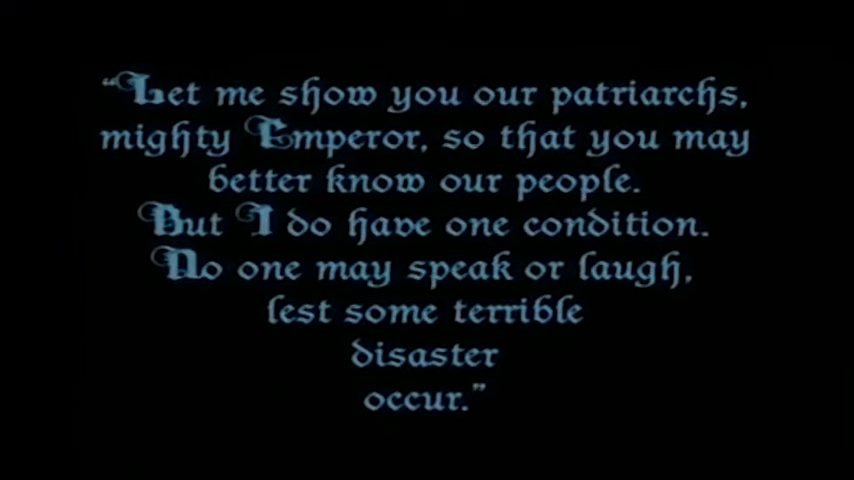 “Let me show you our patriarchs,
mighty Emperor, so that you may
better know our people.
But I do have one condition.
No one may speak or laugh,
lest some terrible
disaster
occur.”